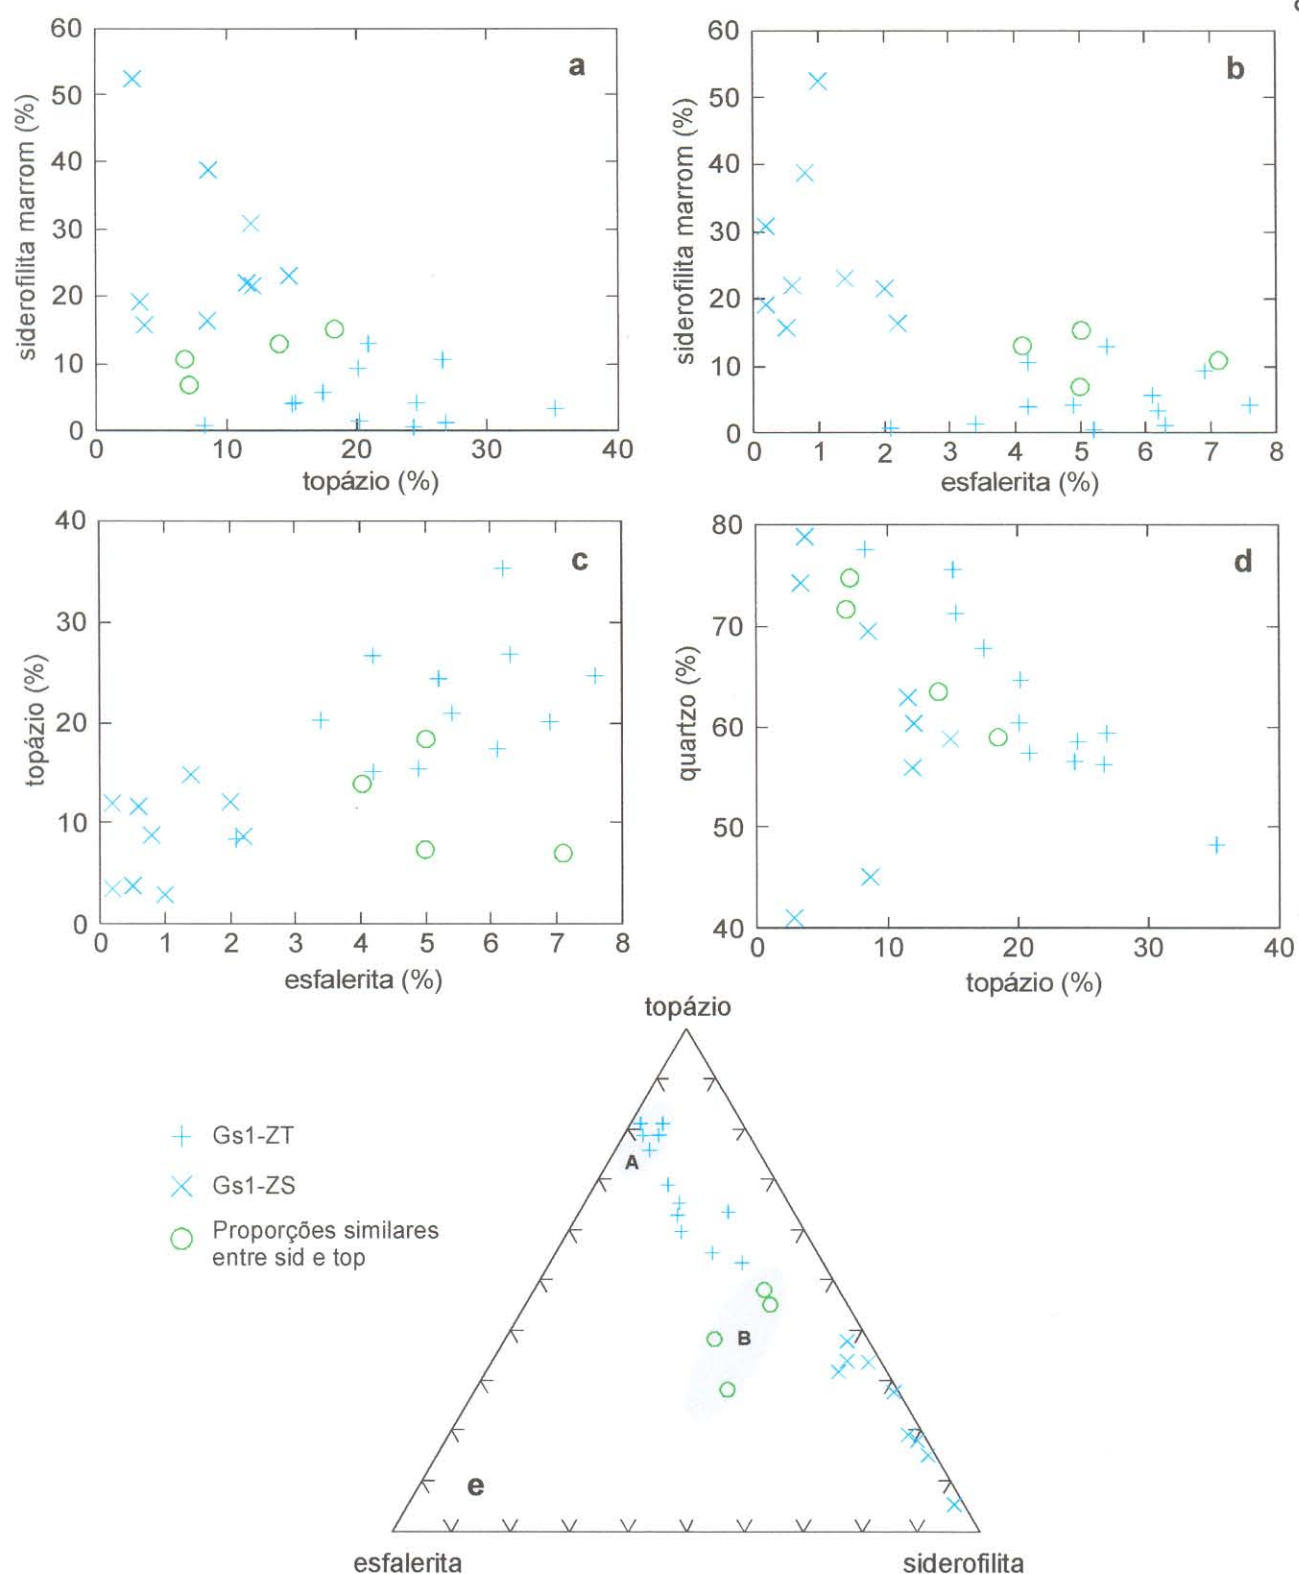 a
60
50
40
30
20
10
0
siderofilita marrom (%)
0 10 20 30 40
topázio (%)
b
60
50
40
30
20
10
0
siderofilita marrom (%)
0 1 2 3 4 5 6 7 8
esfalerita (%)
c
40
30
20
10
0
topázio (%)
0 1 2 3 4 5 6 7 8
esfalerita (%)
d
80
70
60
50
40
quartzo (%)
0 10 20 30 40
topázio (%)
topázio
Gs1-ZT
Gs1-ZS
Proporções similares
entre sid e top
A
B
e
esfalerita
siderofilita